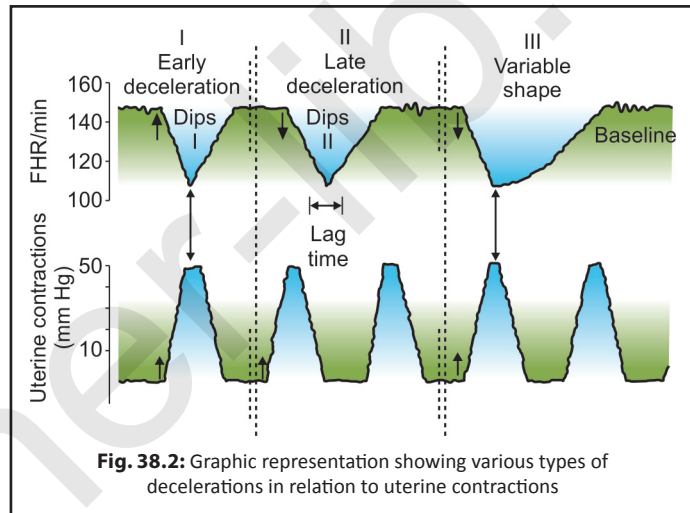 I
Early
deceleration
II
Late
deceleration
III
Variable
shape
160
140
120
100
FHR/min
Dips
I
Dips
II
Baseline
Lag
time
50
10
Uterine contractions
(mm Hg)
Fig. 38.2: Graphic representation showing various types of
decelerations in relation to uterine contractions